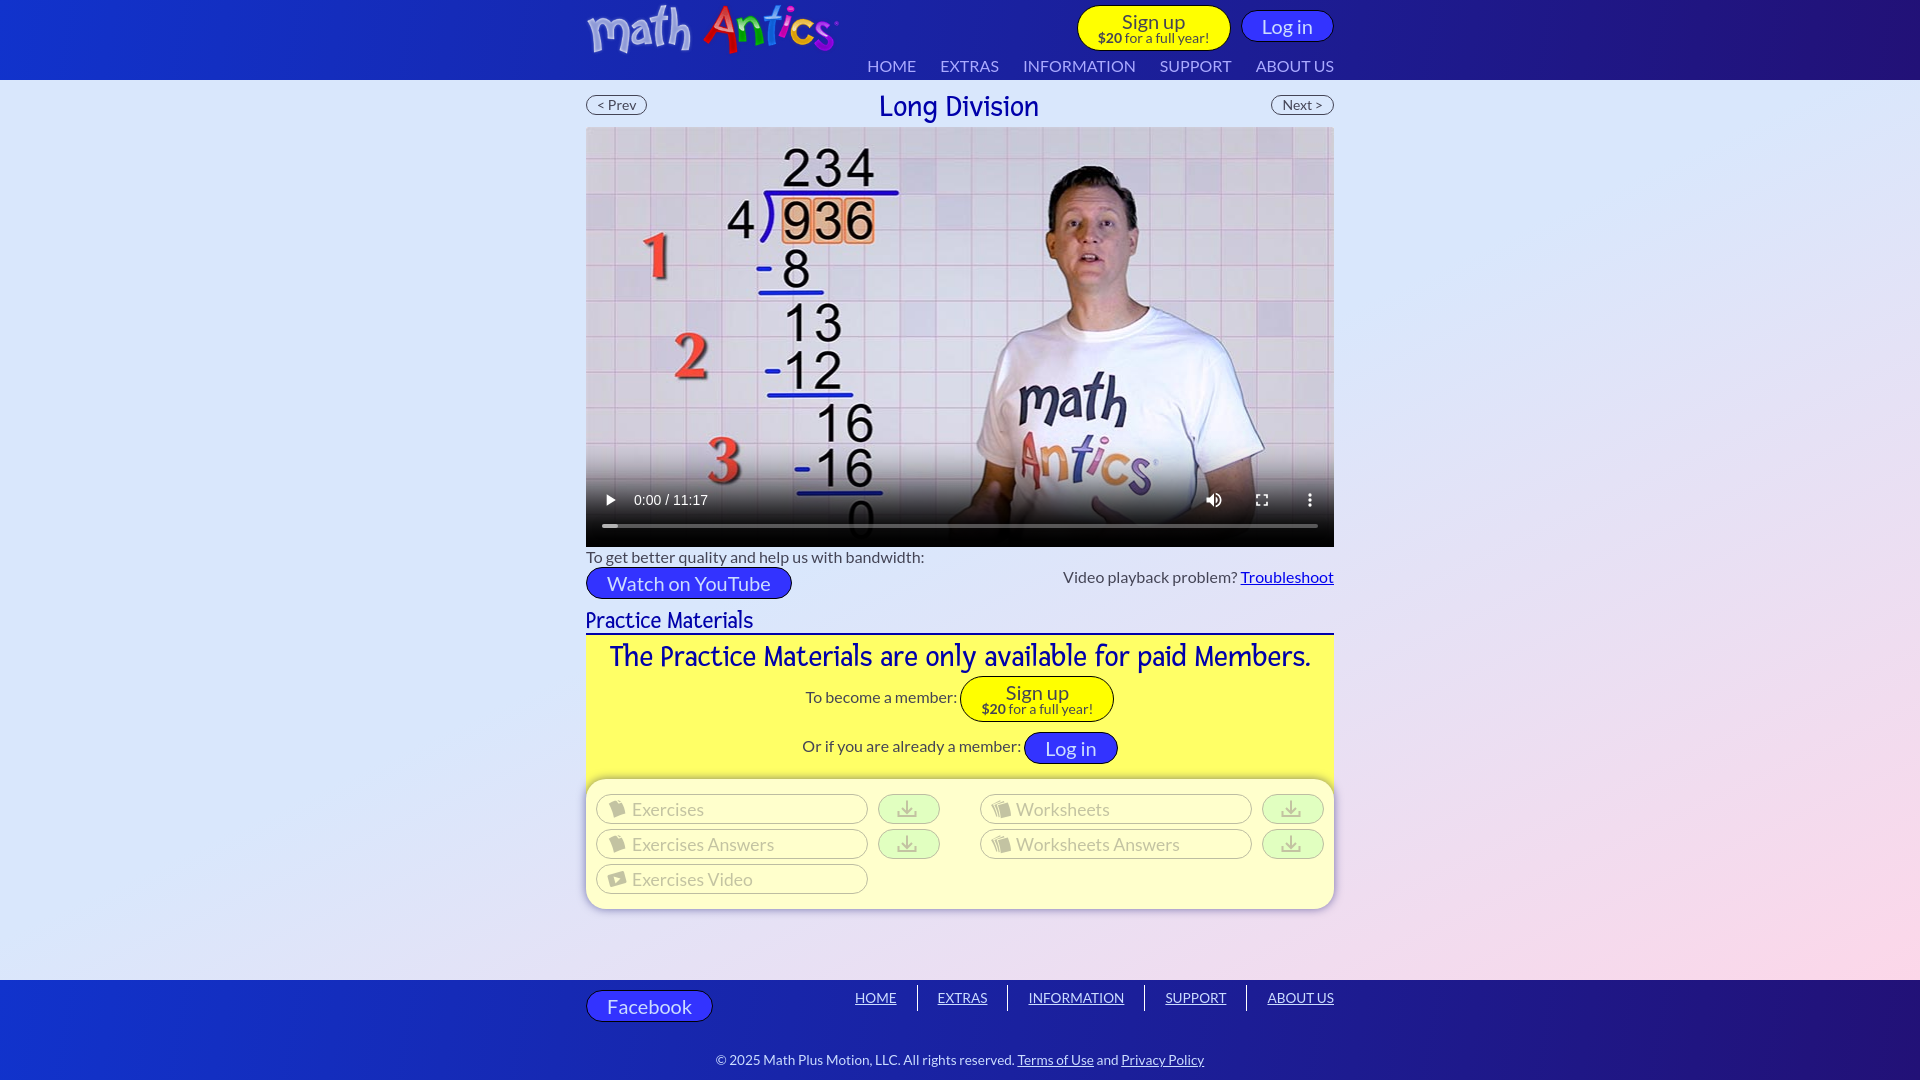 math Antics
Sign up
$20 for a full year!
Log in
HOME
EXTRAS
INFORMATION
SUPPORT
ABOUT US
< Prev
Long Division
Next >
234
4 936
1
- 8
13
2
-12
16
3
-16
0
math
Antics
0:00 / 11:17
To get better quality and help us with bandwidth:
Watch on YouTube
Video playback problem? Troubleshoot
Practice Materials
The Practice Materials are only available for paid Members.
To become a member:
Sign up
$20 for a full year!
Or if you are already a member:
Log in
Exercises
Worksheets
Exercises Answers
Worksheets Answers
Exercises Video
Facebook
HOME
EXTRAS
INFORMATION
SUPPORT
ABOUT US
© 2025 Math Plus Motion, LLC. All rights reserved. Terms of Use and Privacy Policy